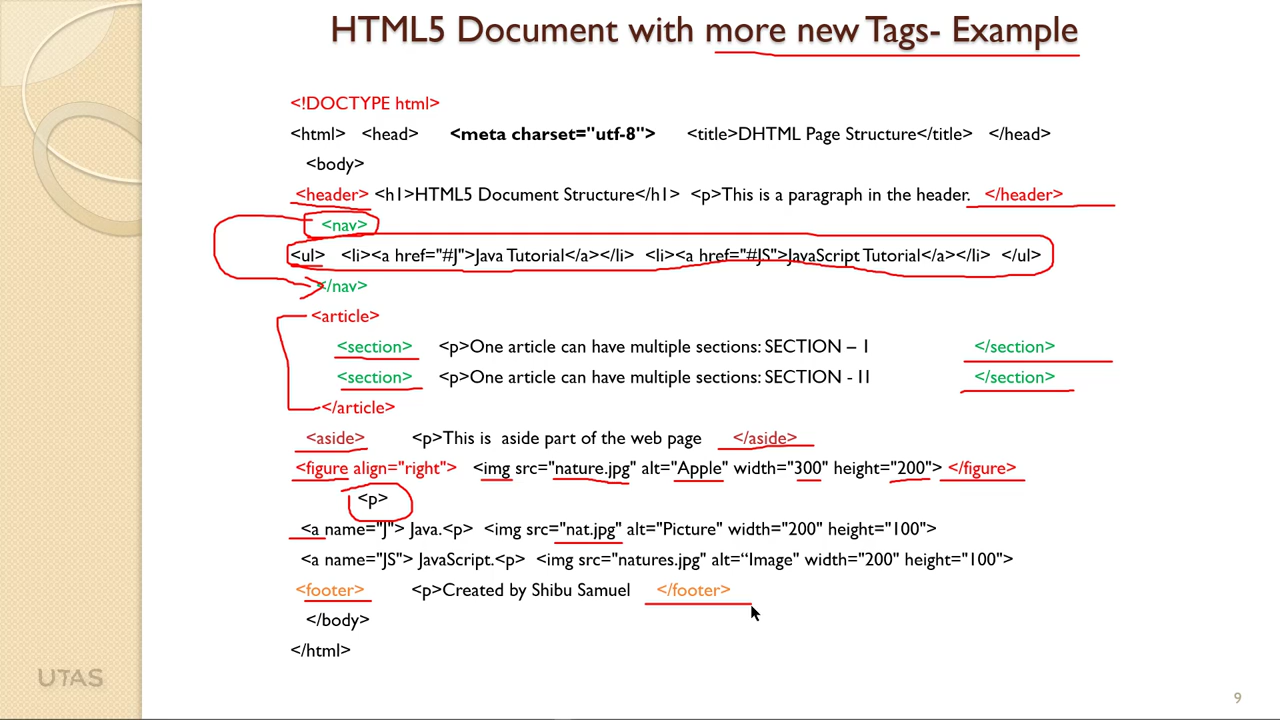 HTML5 Document with more new Tags- Example
<!DOCTYPE html>
<html> <head> <meta charset="utf-8"> <title>DHTML Page Structure</title> </head>
<body>
<header> <h1>HTML5 Document Structure</h1> <p>This is a paragraph in the header. </header>
<nav>
<ul> <li><a href="#J">Java Tutorial</a></li> <li><a href="#JS">JavaScript Tutorial</a></li> </ul>
</nav>
<article>
<section> <p>One article can have multiple sections: SECTION – I </section>
<section> <p>One article can have multiple sections: SECTION - II </section>
</article>
<aside> <p>This is aside part of the web page </aside>
<figure align="right"> <img src="nature.jpg" alt="Apple" width="300" height="200"> </figure>
<p>
<a name="J"> Java.<p> <img src="nat.jpg" alt="Picture" width="200" height="100">
<a name="JS"> JavaScript.<p> <img src="natures.jpg" alt=“Image" width="200" height="100">
<footer> <p>Created by Shibu Samuel </footer>
</body>
</html>
UTAS
9